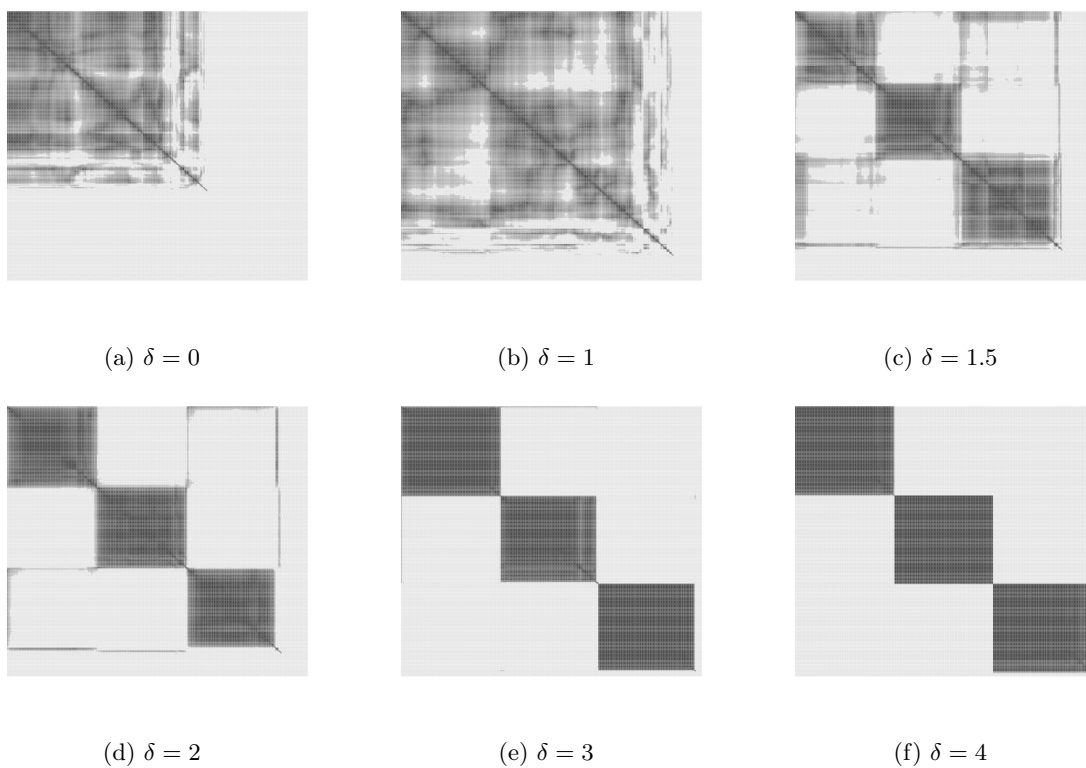 (a) δ = 0
(b) δ = 1
(c) δ = 1.5
(d) δ = 2
(e) δ = 3
(f) δ = 4